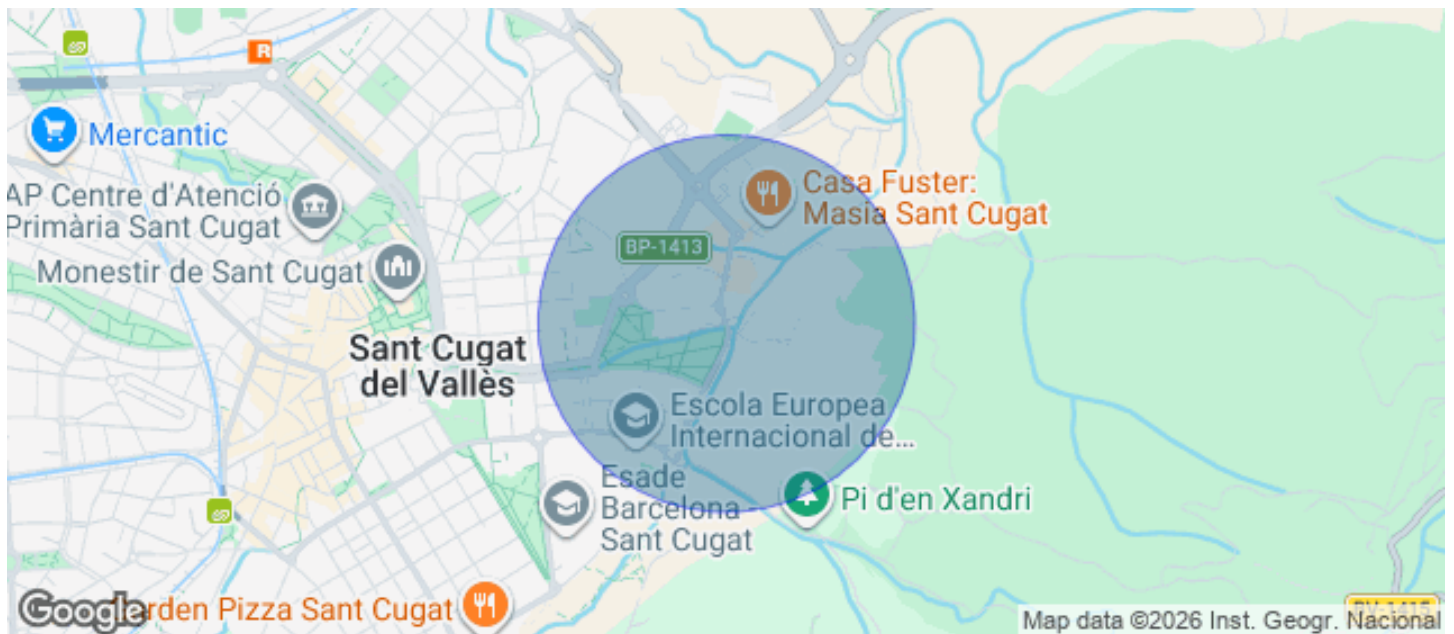 R
Mercantic
AP Centre d'Atenció
Primària Sant Cugat
Monestir de Sant Cugat
Casa Fuster:
Masia Sant Cugat
BP-1413
Sant Cugat
del Vallès
Escola Europea
Internacional de...
Esade
Barcelona -
Sant Cugat
Pi d'en Xandri
Google
arden Pizza Sant Cugat
Map data ©2026 Inst. Geogr. Nacional